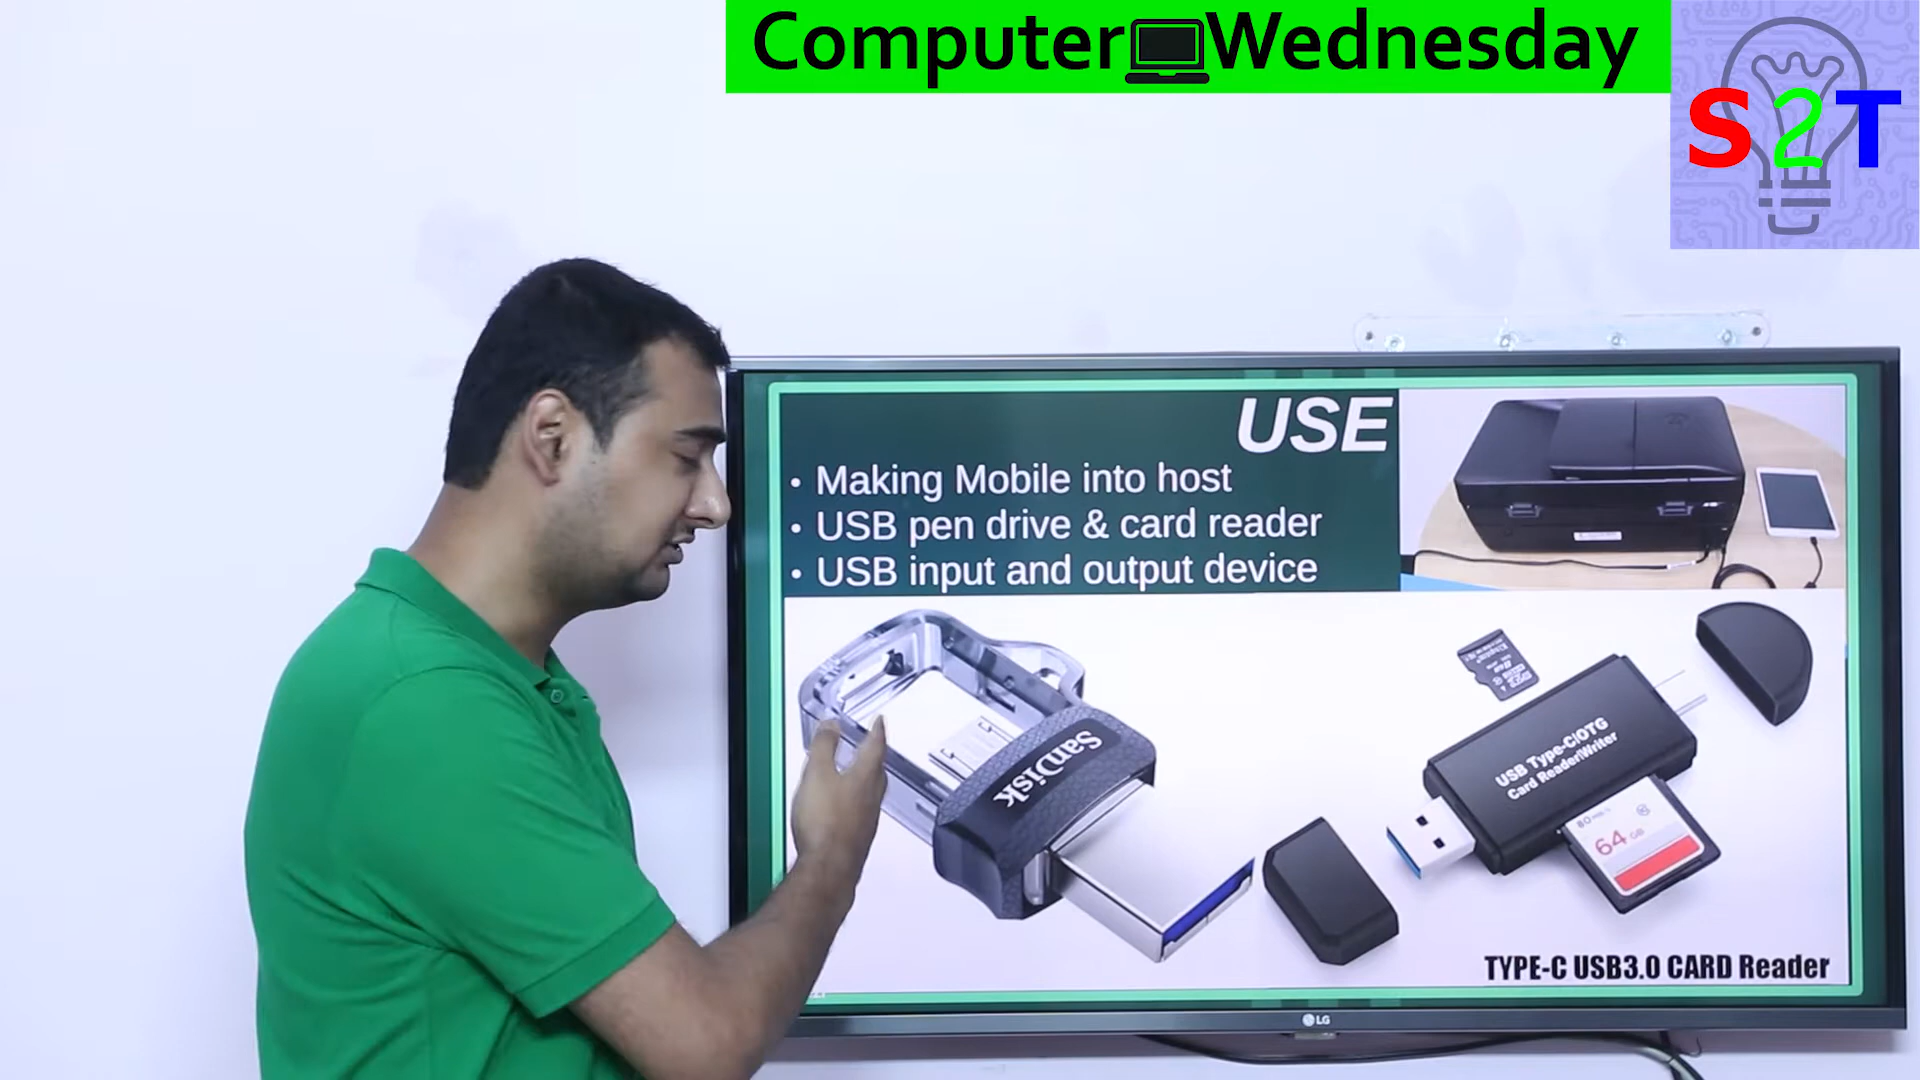 Computer Wednesday
S2T
USE
• Making Mobile into host
• USB pen drive & card reader
• USB input and output device
SanDisk
USB Type-C/OTG
Card Reader/Writer
64 GB
TYPE-C USB3.0 CARD Reader
LG